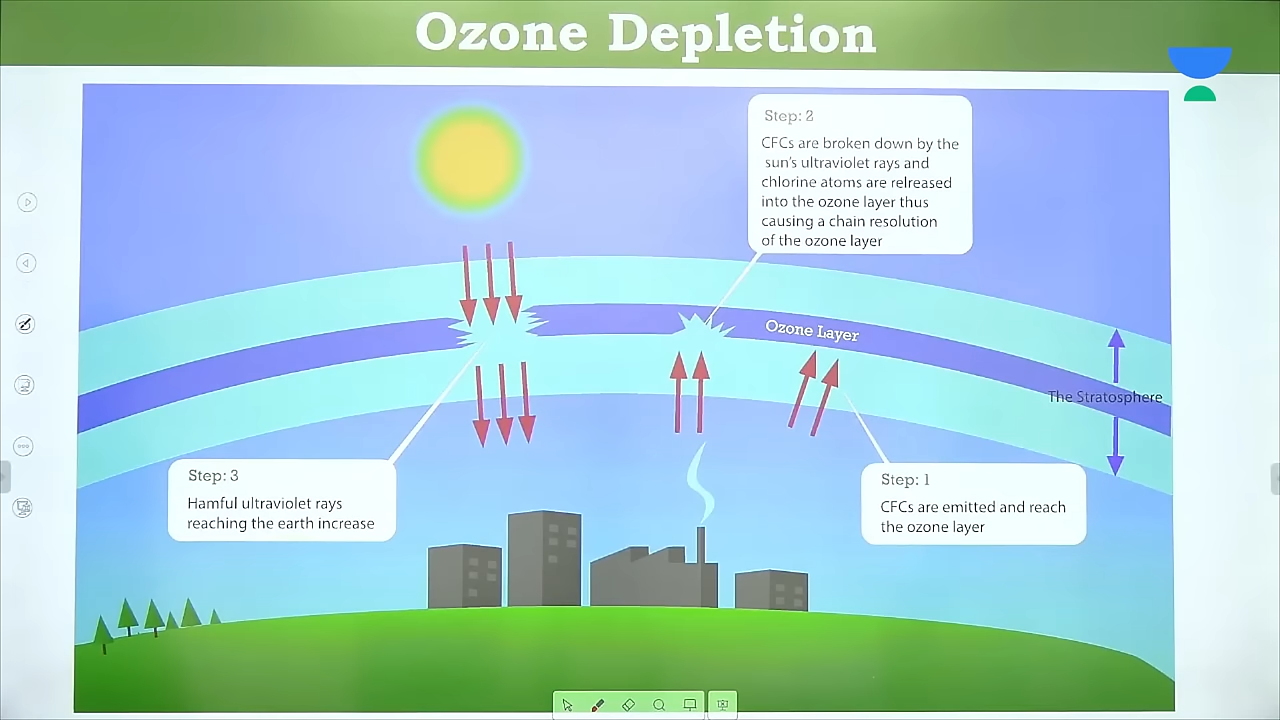 Ozone Depletion
Step: 2
CFCs are broken down by the
sun's ultraviolet rays and
chlorine atoms are relreased
into the ozone layer thus
causing a chain resolution
of the ozone layer
Ozone Layer
The Stratosphere
Step: 3
Hamful ultraviolet rays
reaching the earth increase
Step: 1
CFCs are emitted and reach
the ozone layer